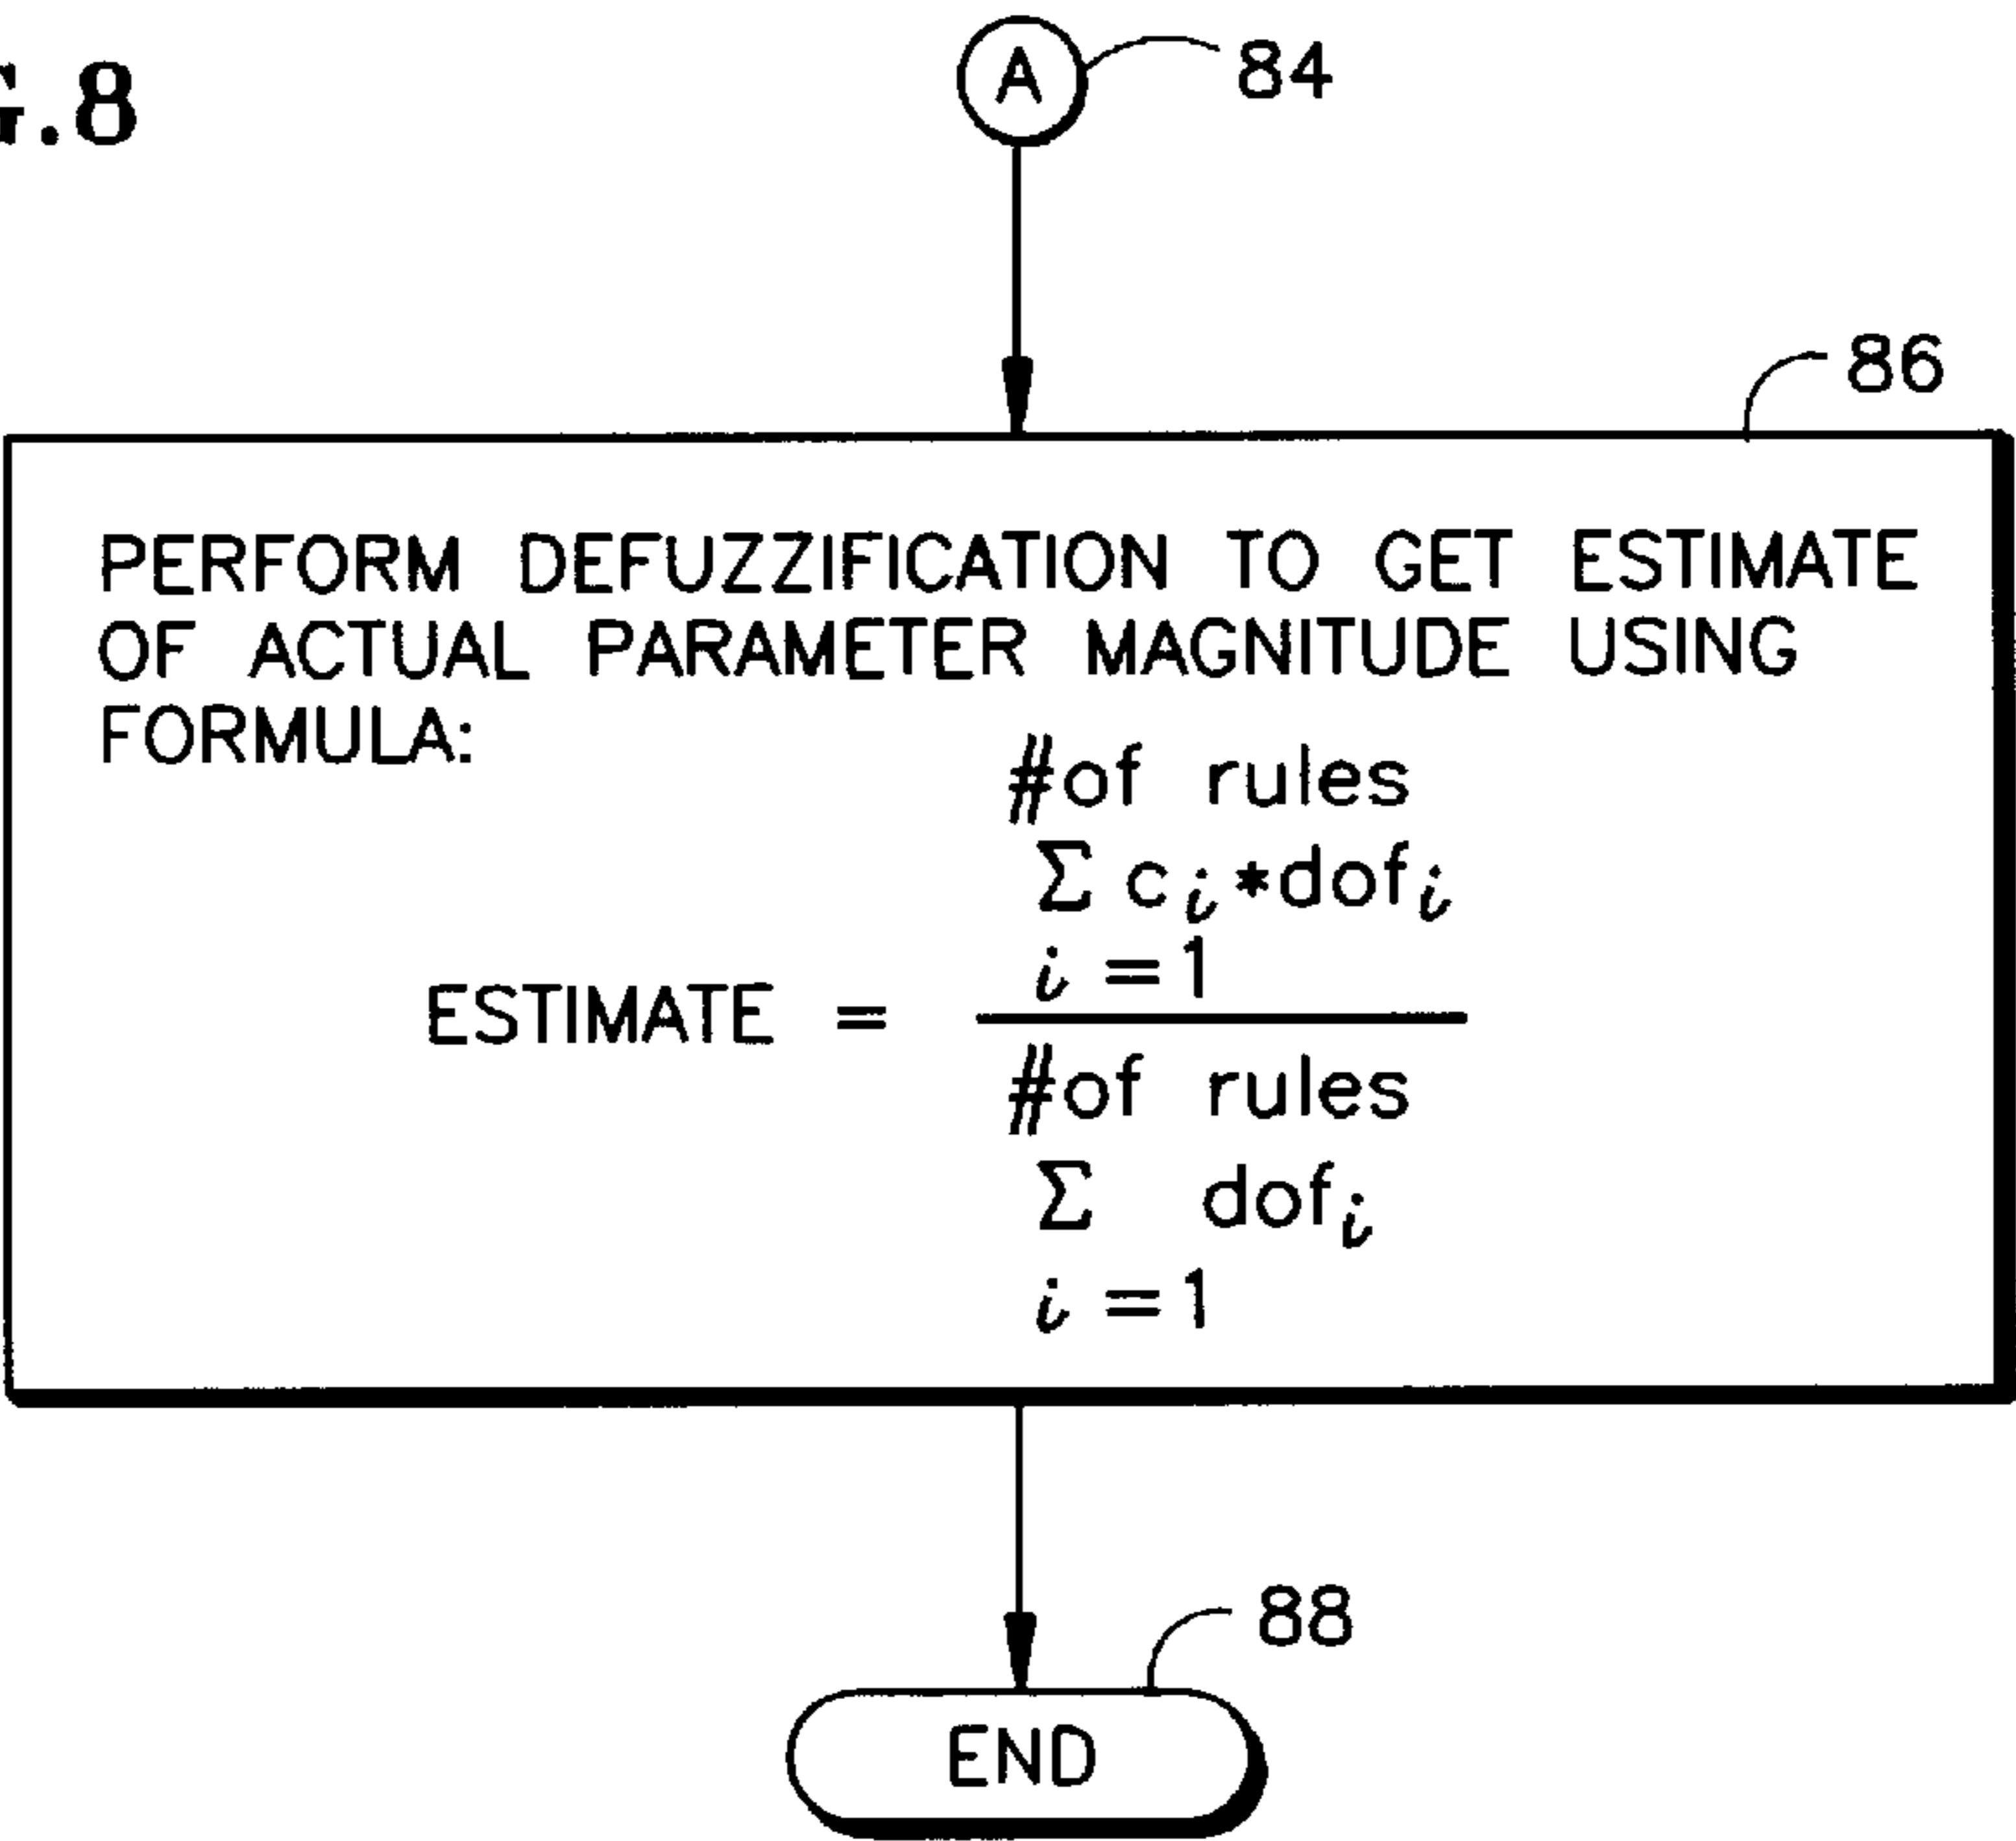 G.8
A 84
86
PERFORM DEFUZZIFICATION TO GET ESTIMATE
OF ACTUAL PARAMETER MAGNITUDE USING
FORMULA:
#of rules
Σ c_i*dof_i
i=1
ESTIMATE =
#of rules
Σ dof_i
i=1
88
END